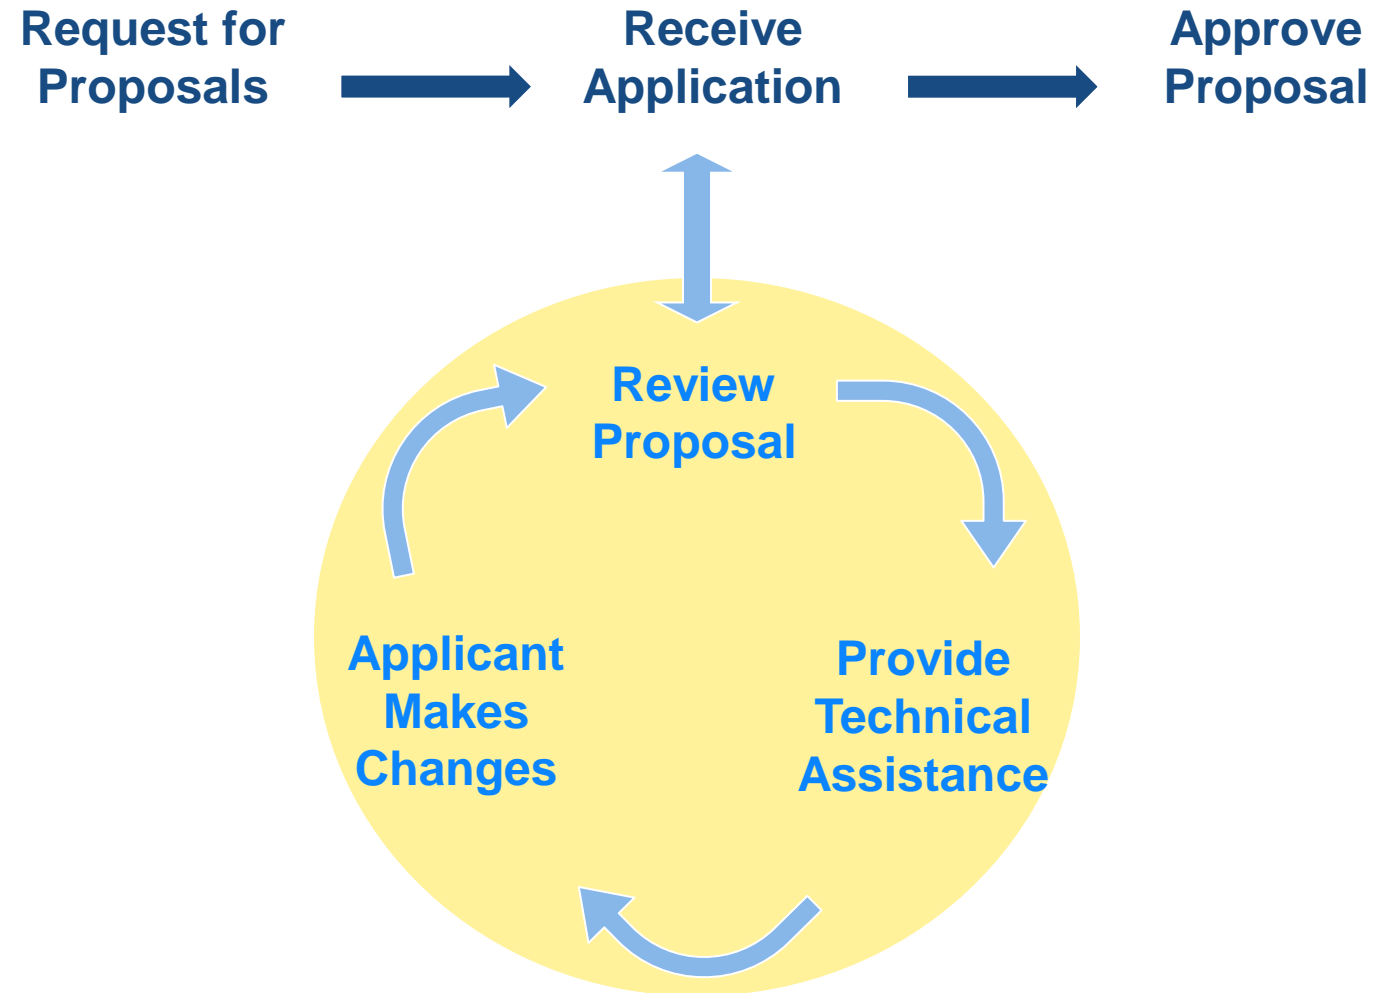 Request for
Proposals
Receive
Application
Approve
Proposal
Review
Proposal
Applicant
Makes
Changes
Provide
Technical
Assistance